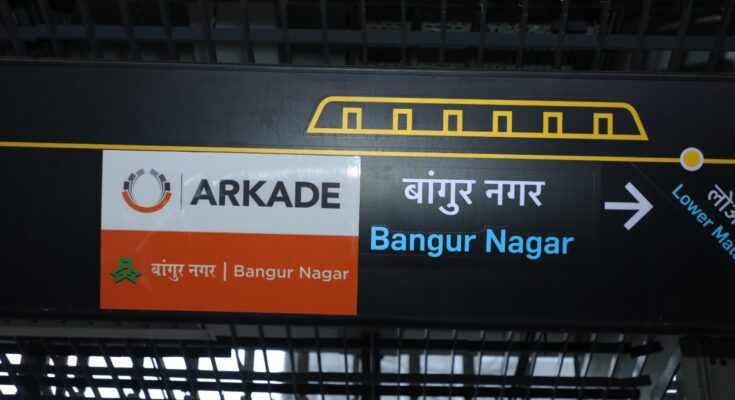 ARKADE
बांगुर नगर | Bangur Nagar
बांगुर नगर
Bangur Nagar
Lower